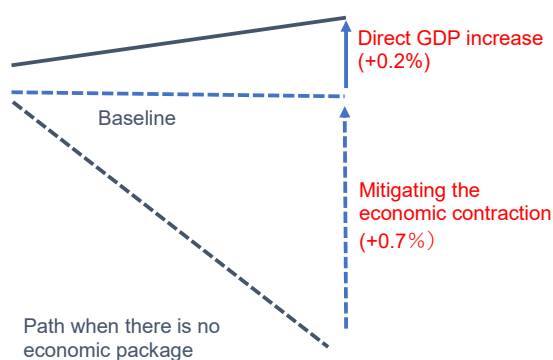 Direct GDP increase
(+0.2%)
Baseline
Mitigating the
economic contraction
(+0.7%）
Path when there is no
economic package